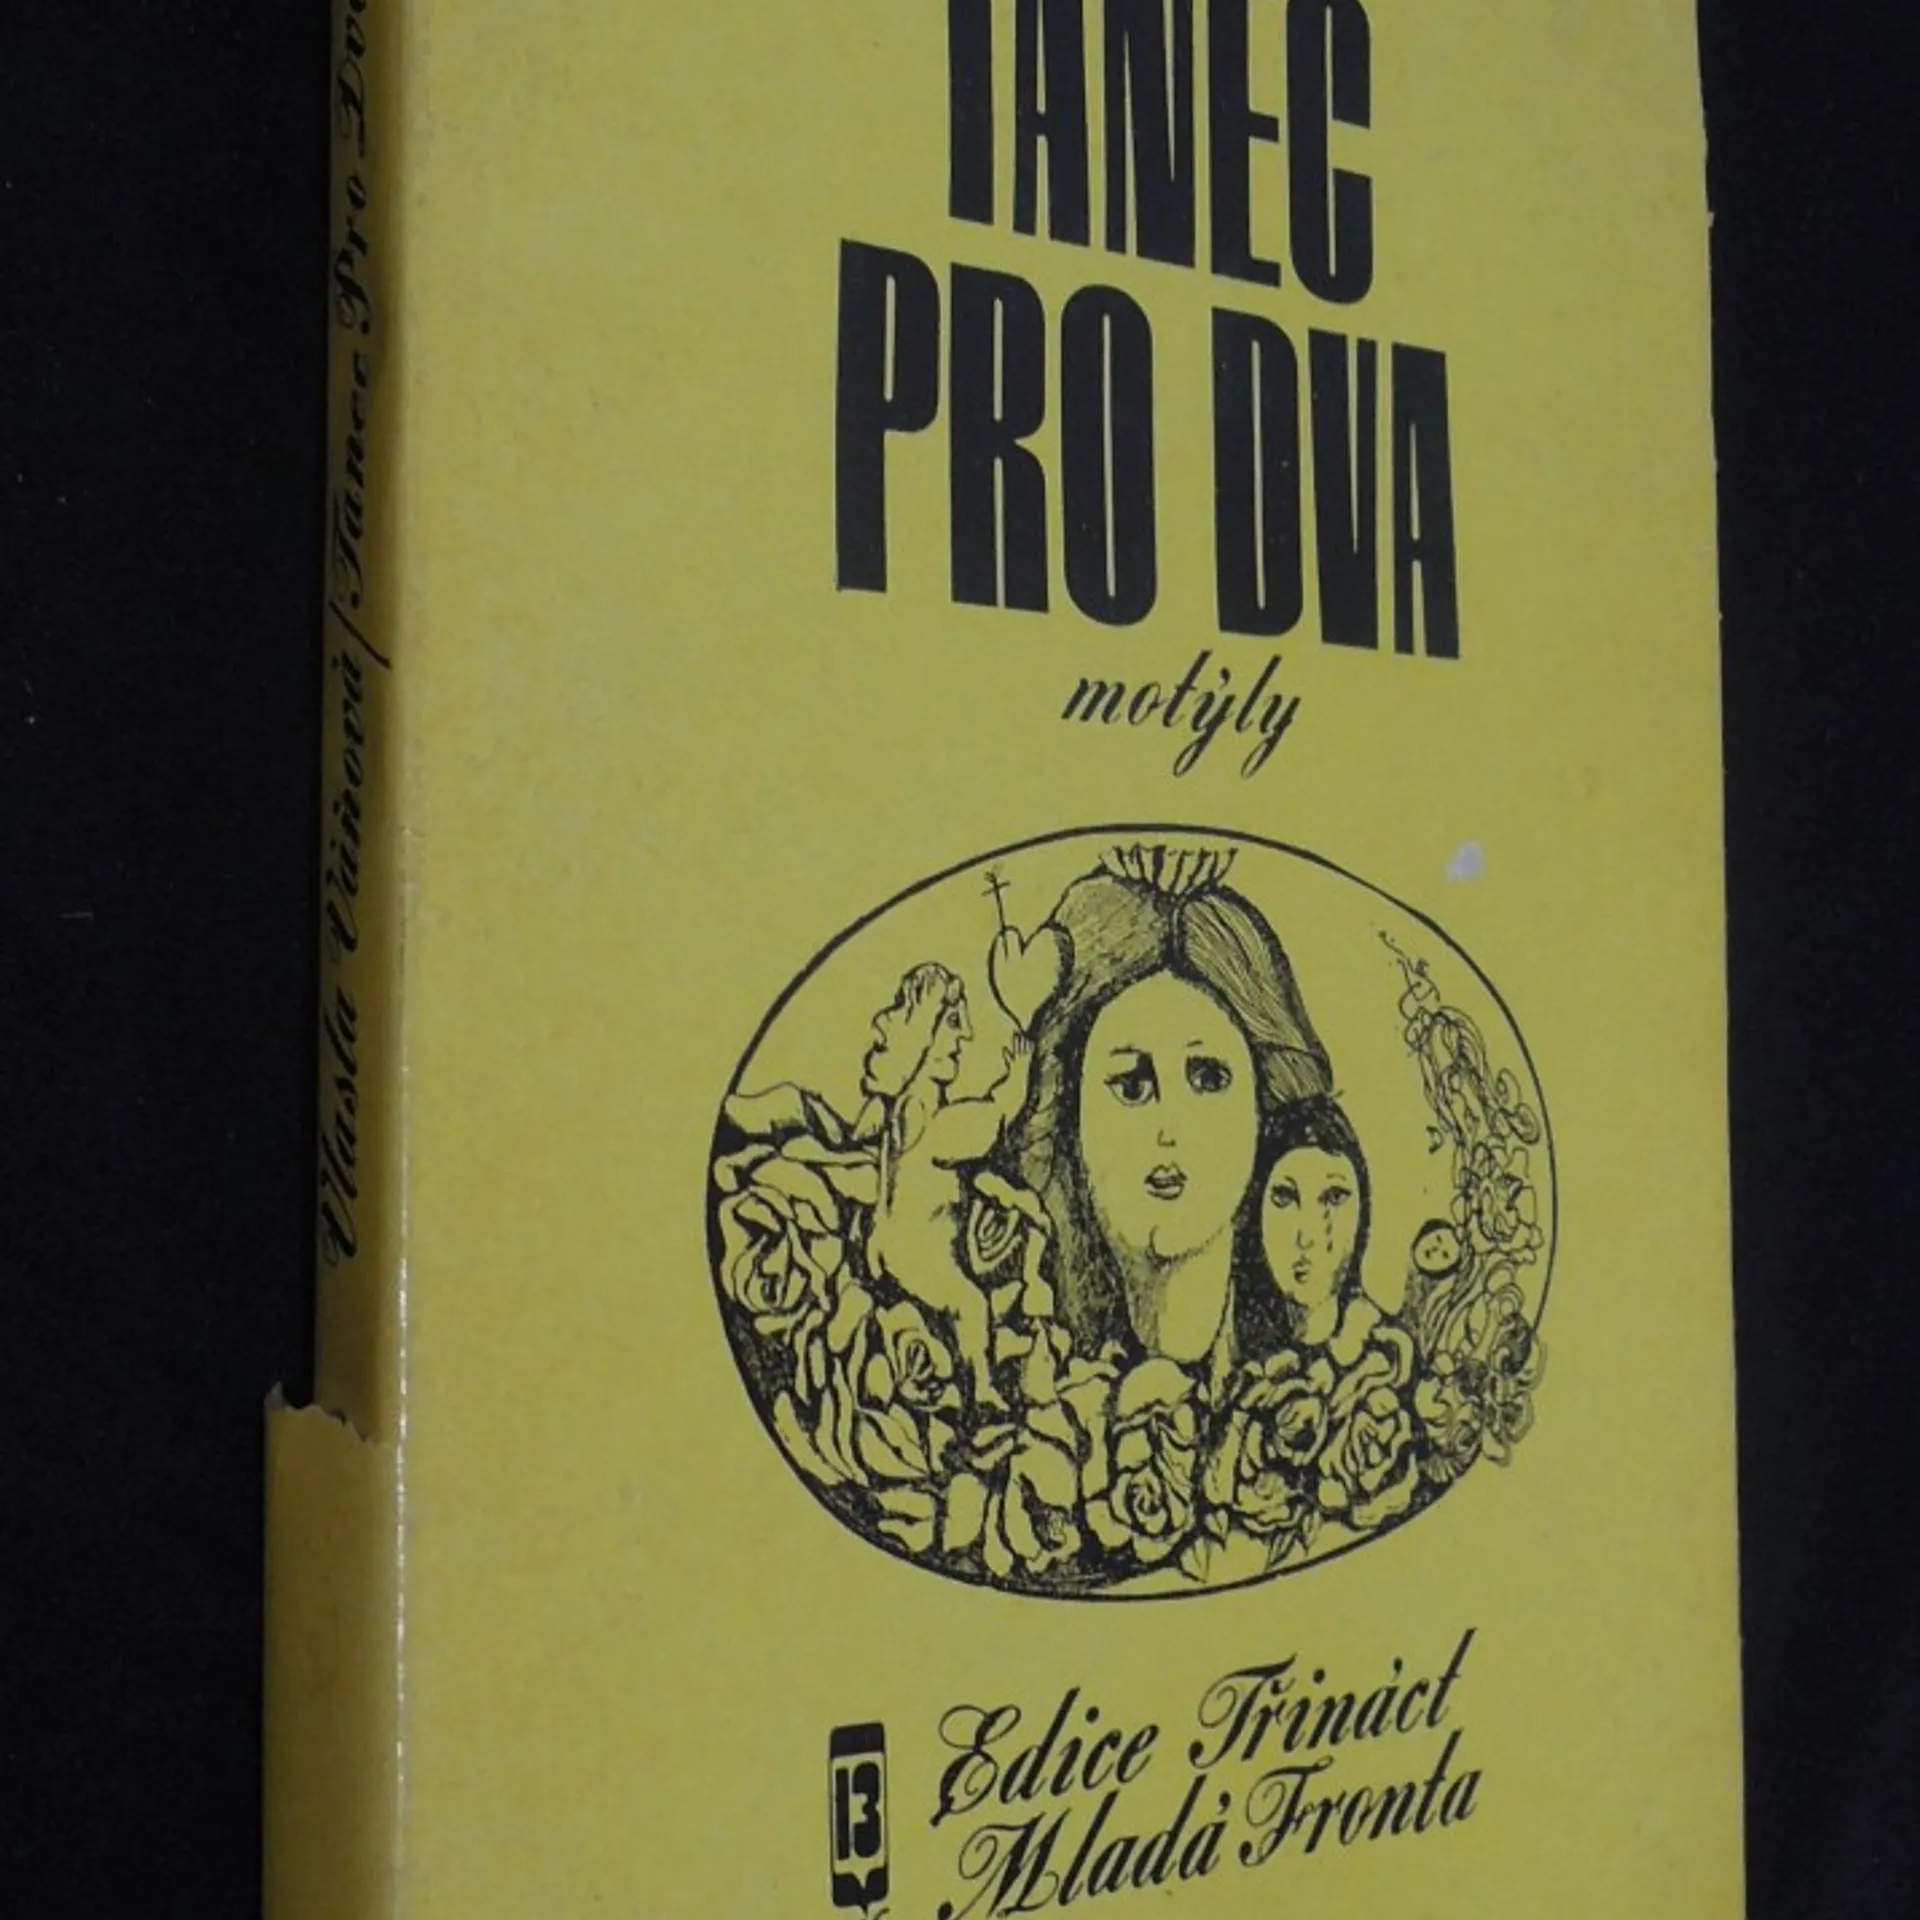 TANEC
PRO DVA
motýly
13
Edice Třináct
Mladá Fronta
Vlasta Váňová / Tanec Pro Dva